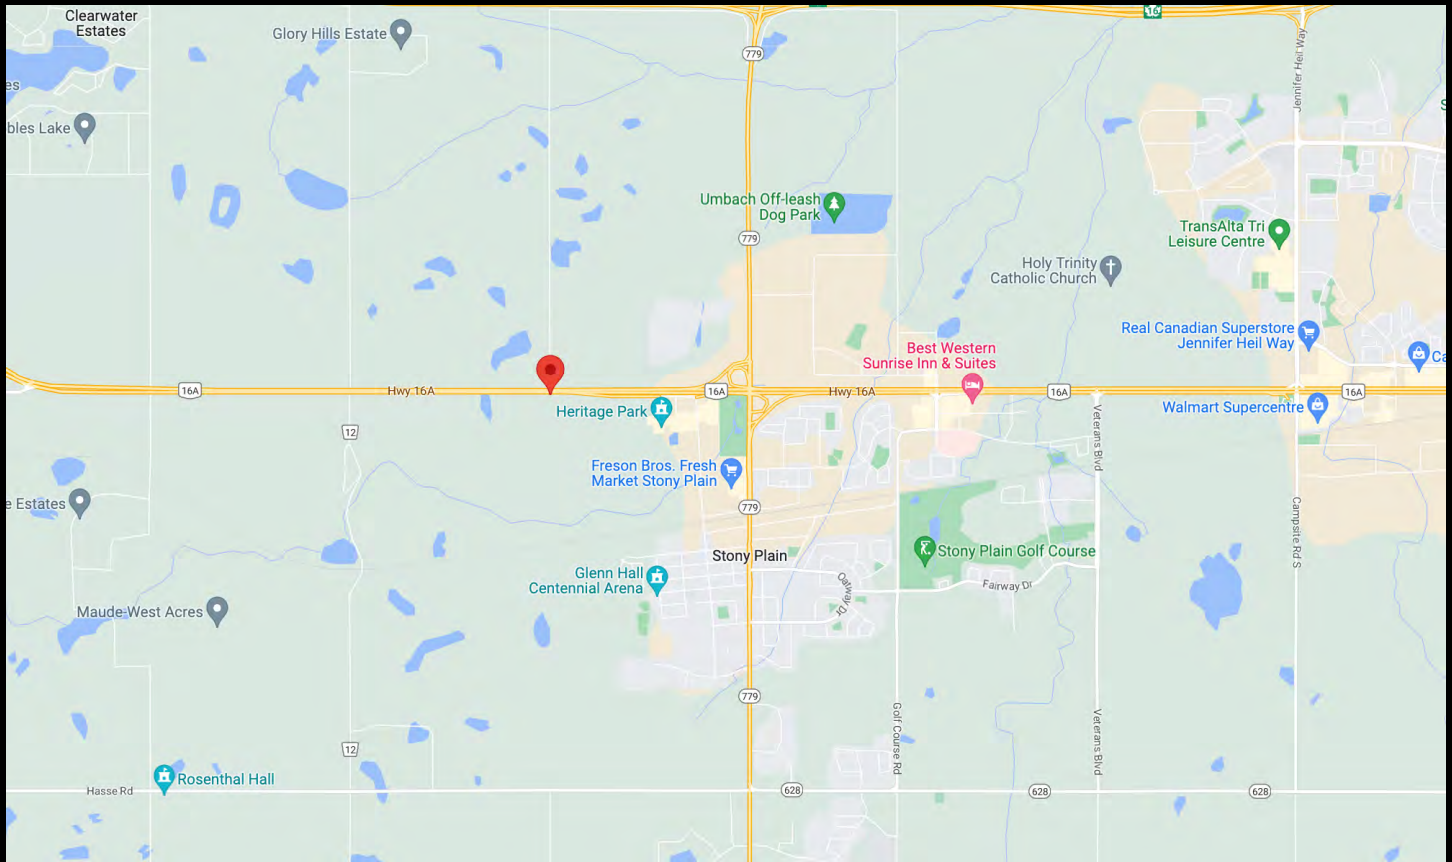 Clearwater
Estates
Glory Hills Estate
16
779
Jennifer Heil Way
es
bles Lake
S
Umbach Off-leash
Dog Park
TransAlta Tri
Leisure Centre
779
Holy Trinity
Catholic Church
Real Canadian Superstore
Jennifer Heil Way
Best Western
Sunrise Inn & Suites
Ca
16A
Hwy 16A
16A
Hwy 16A
16A
16A
Heritage Park
Walmart Supercentre
12
Veterans Blvd
Freson Bros. Fresh
Market Stony Plain
e Estates
779
Campsite Rd S
Stony Plain
Stony Plain Golf Course
Glenn Hall
Centennial Arena
Oatway Dr
Fairway Dr
Maude West Acres
779
Golf Course Rd
Veterans Blvd
12
Rosenthal Hall
Hasse Rd
628
628
628